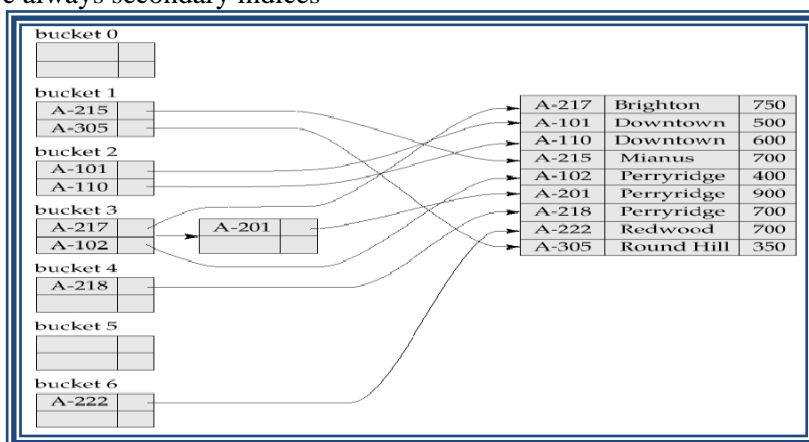 e always secondary indices
bucket 0
bucket 1
A-215
A-305
bucket 2
A-101
A-110
bucket 3
A-217
A-102
A-201
bucket 4
A-218
bucket 5
bucket 6
A-222
A-217 Brighton 750
A-101 Downtown 500
A-110 Downtown 600
A-215 Mianus 700
A-102 Perryridge 400
A-201 Perryridge 900
A-218 Perryridge 700
A-222 Redwood 700
A-305 Round Hill 350